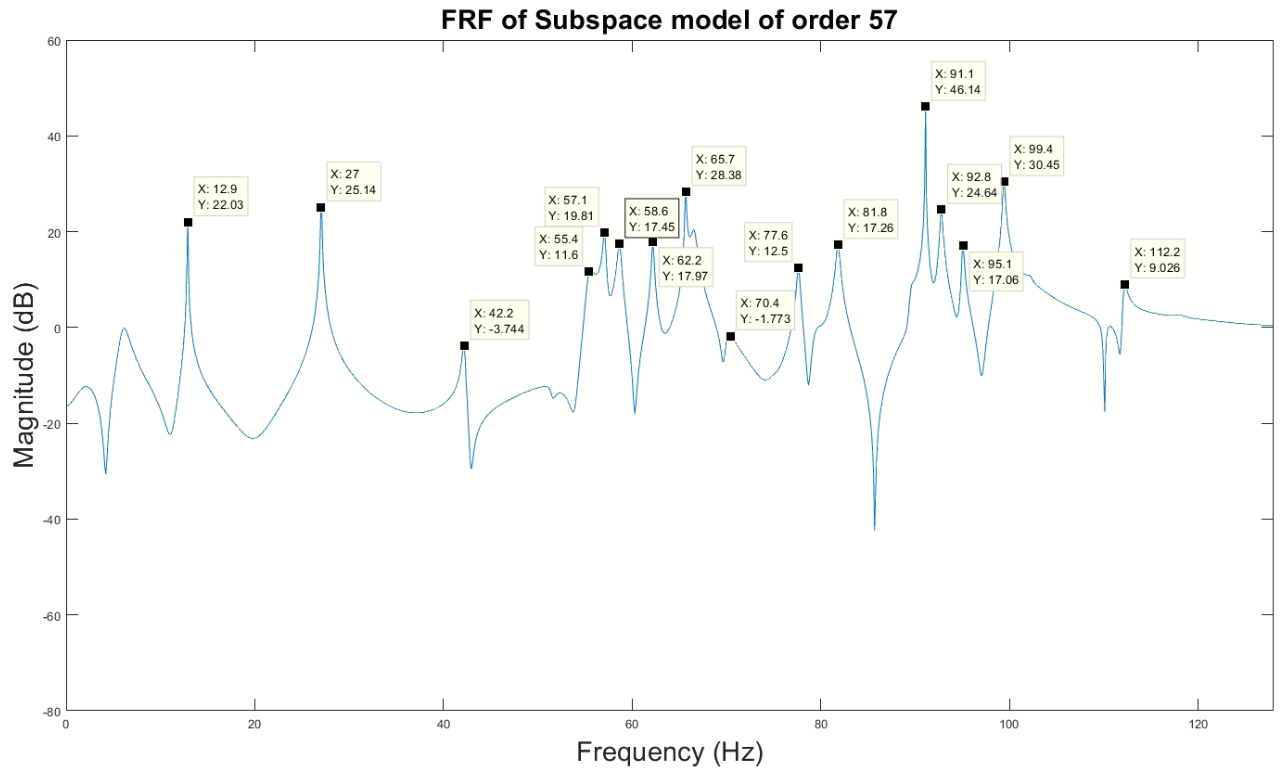 FRF of Subspace model of order 57
Magnitude (dB)
60
40
20
0
-20
-40
-60
-80
X: 12.9
Y: 22.03
X: 27
Y: 25.14
X: 42.2
Y: -3.744
X: 55.4
Y: 11.6
X: 57.1
Y: 19.81
X: 58.6
Y: 17.45
X: 62.2
Y: 17.97
X: 65.7
Y: 28.38
X: 70.4
Y: -1.773
X: 77.6
Y: 12.5
X: 81.8
Y: 17.26
X: 91.1
Y: 46.14
X: 92.8
Y: 24.64
X: 95.1
Y: 17.06
X: 99.4
Y: 30.45
X: 112.2
Y: 9.026
0
20
40
60
80
100
120
Frequency (Hz)